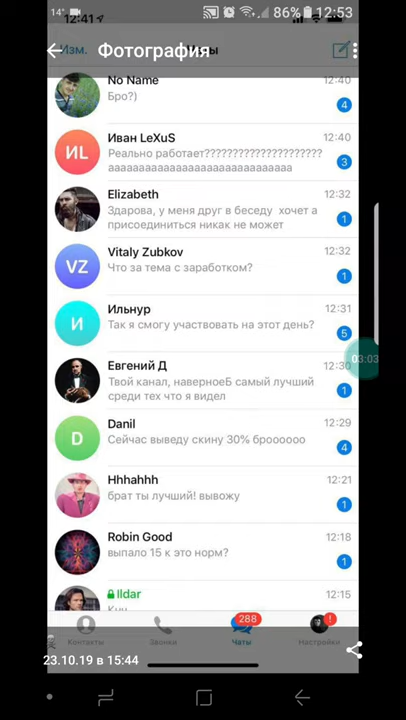 14° 86% 12:53
12:41
Изм.
Фотография
No Name 12:40
Бро?) 4
ИL Иван LeXuS 12:40
Реально работает?????????????????????
ааааааааааааааааааааааааааааа 3
Elizabeth 12:32
Здарова, у меня друг в беседу хочет а
присоединиться никак не может 1
VZ Vitaly Zubkov 12:32
Что за тема с заработком? 1
И Ильнур 12:31
Так я смогу участвовать на этот день? 5
Евгений Д 12:30
Твой канал, наверноеБ самый лучший
среди тех что я видел 1
03:03
D Danil 12:29
Сейчас выведу скину 30% броооооо 4
Hhhahhh 12:21
брат ты лучший! вывожу 1
Robin Good 12:18
выпало 15 к это норм? 1
Ildar 12:15
288 !
Контакты Звонки Чаты Настройки
23.10.19 в 15:44